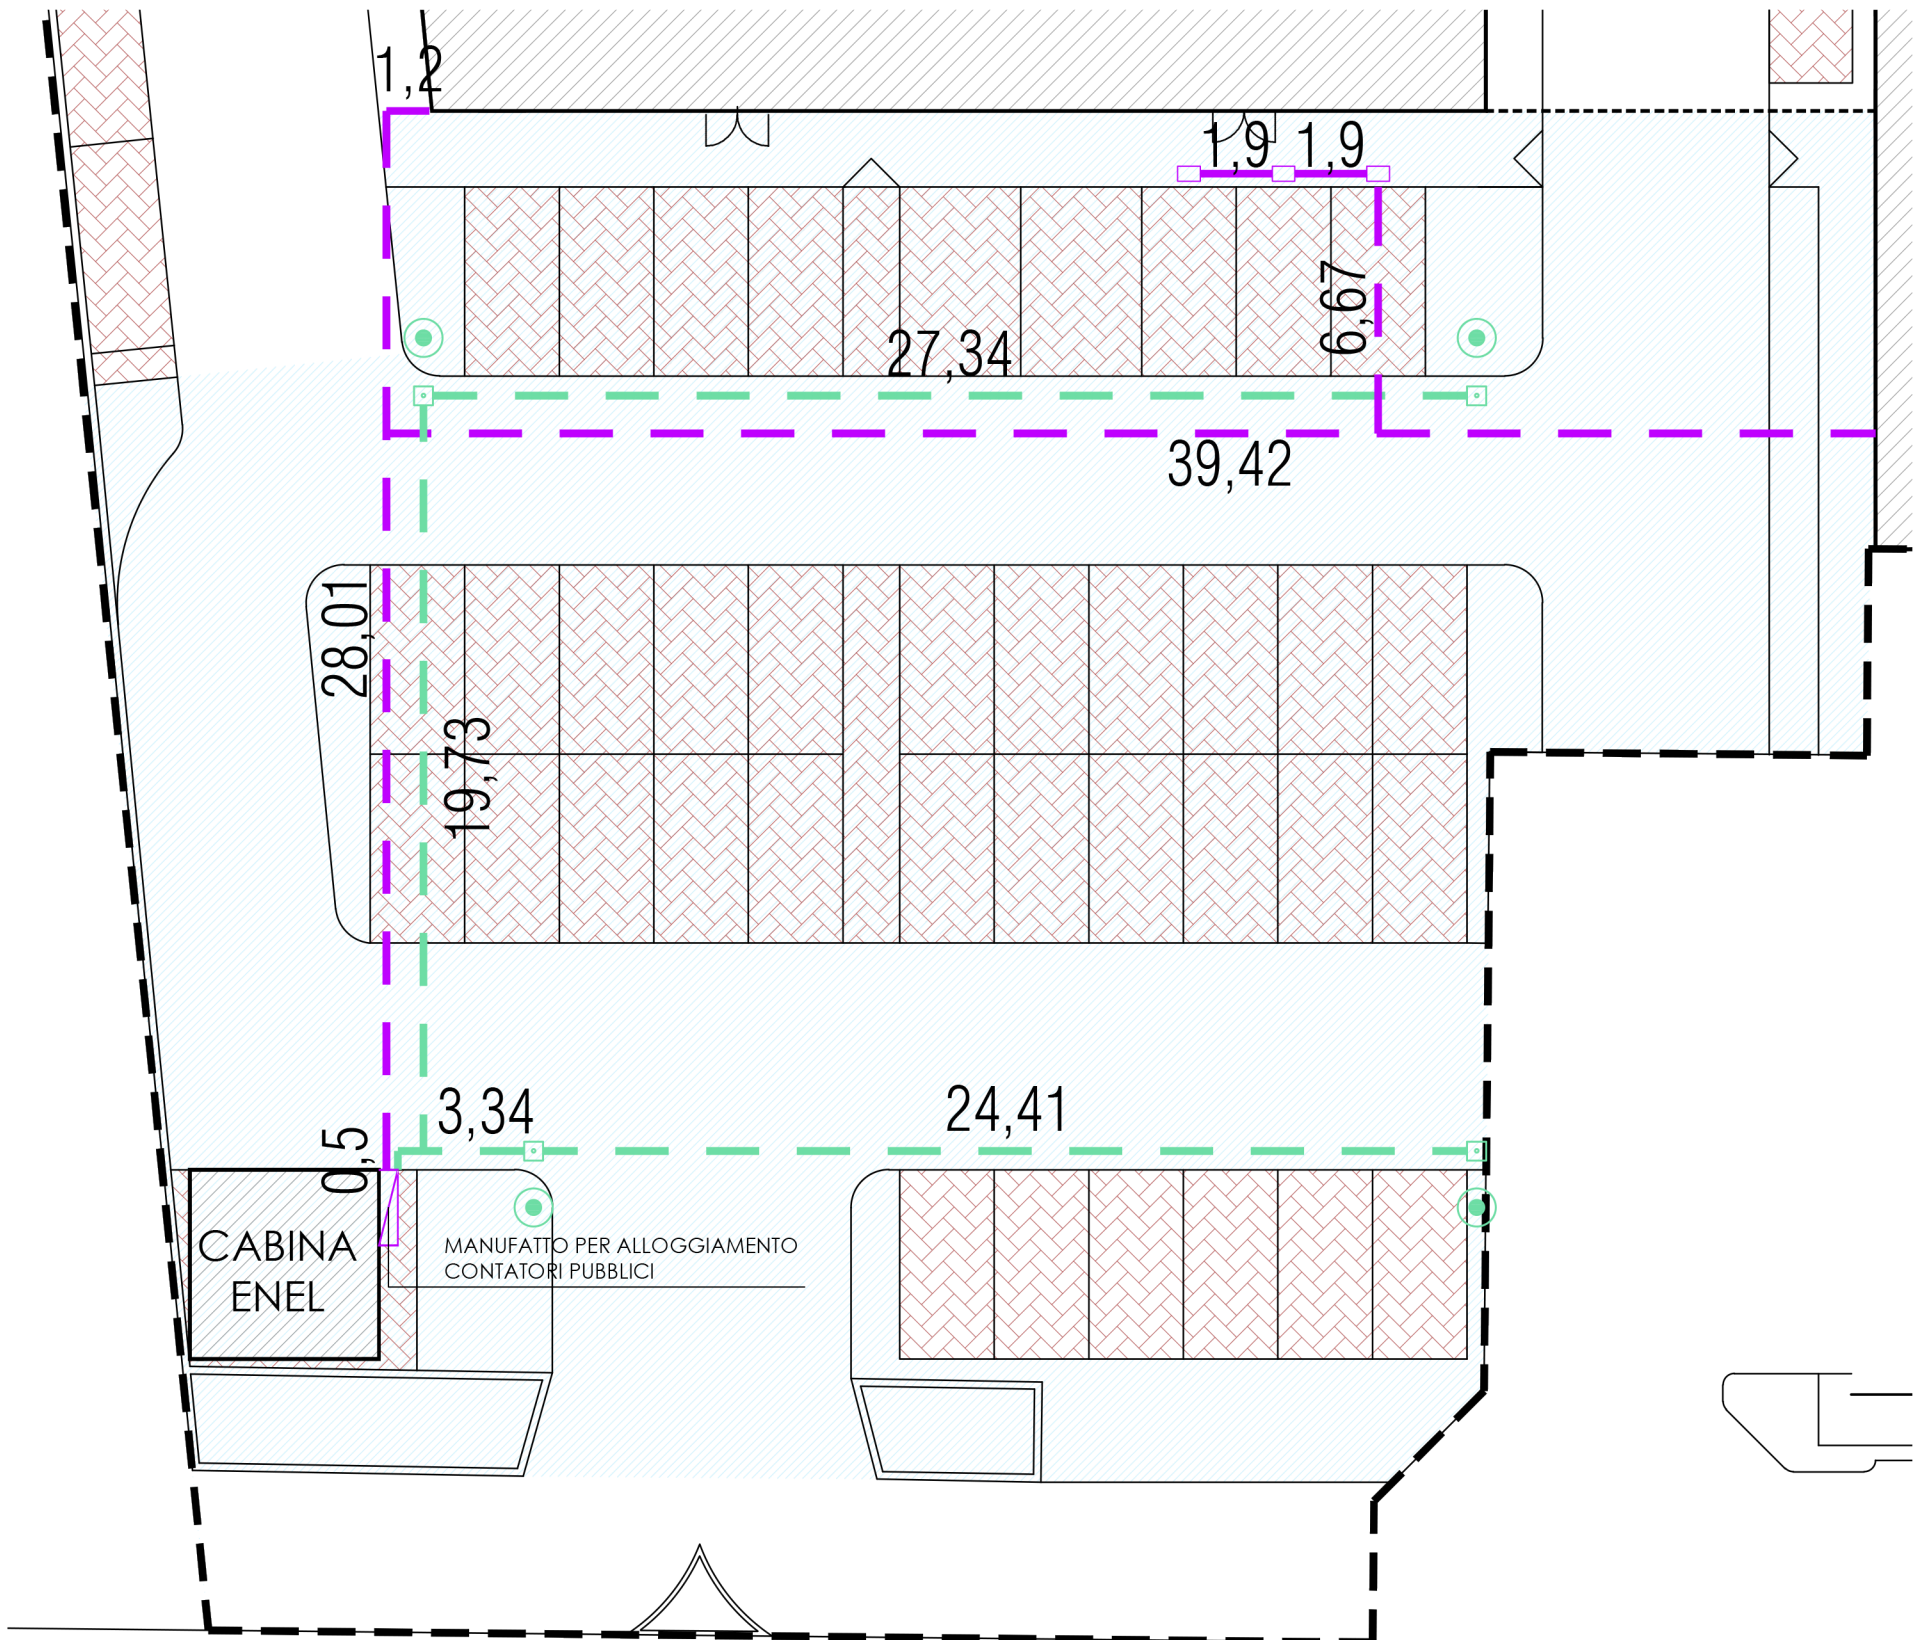 1,2
1,9
1,9
6,67
27,34
39,42
28,01
19,73
3,34
24,41
0,5
CABINA
ENEL
MANUFATTO PER ALLOGGIAMENTO
CONTATORI PUBBLICI